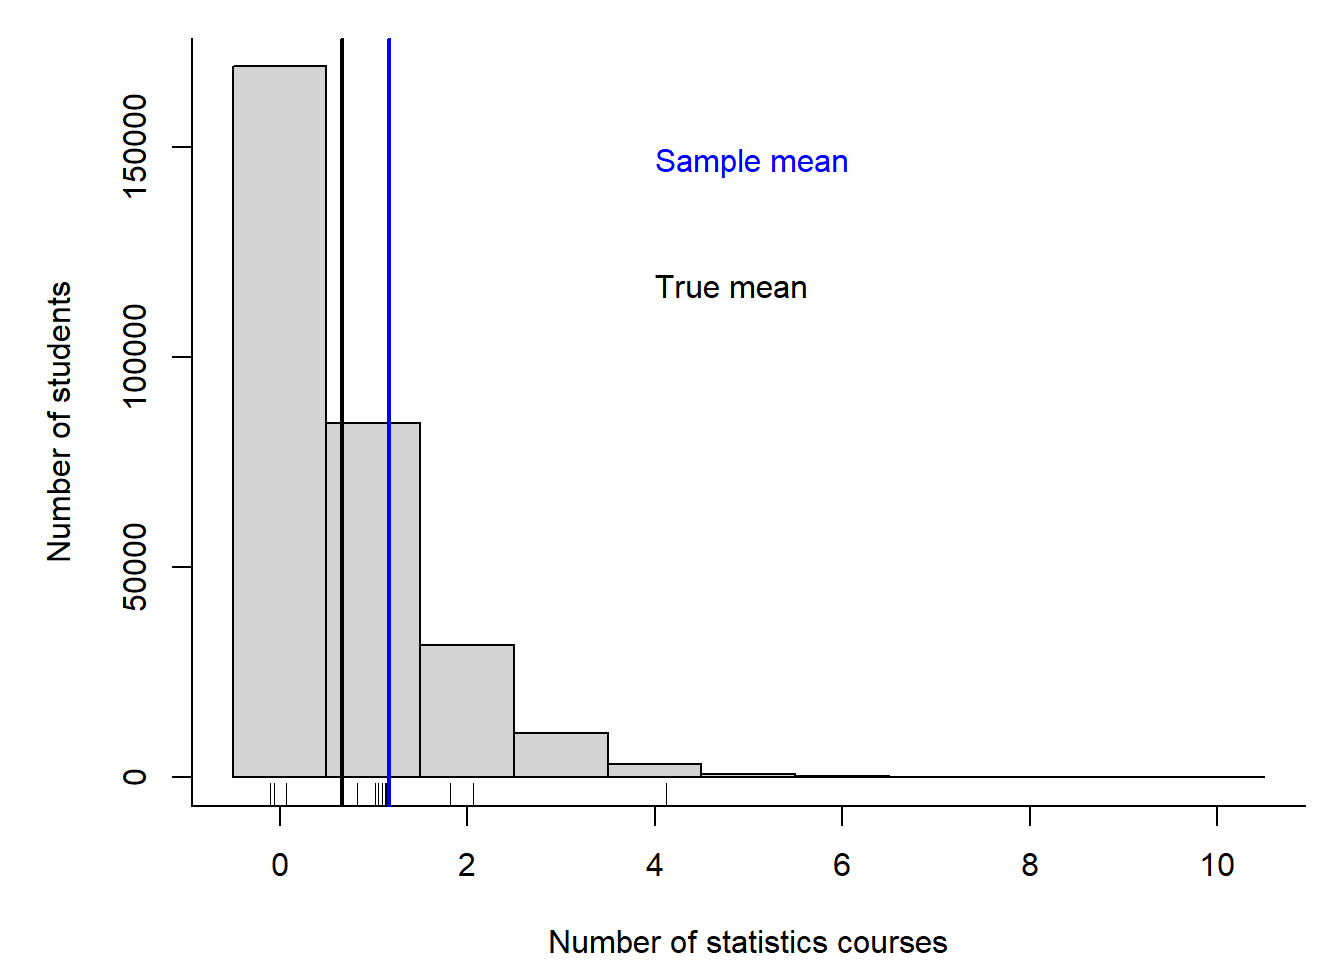 Sample mean
True mean
Number of students
0
50000
100000
150000
0 2 4 6 8 10
Number of statistics courses